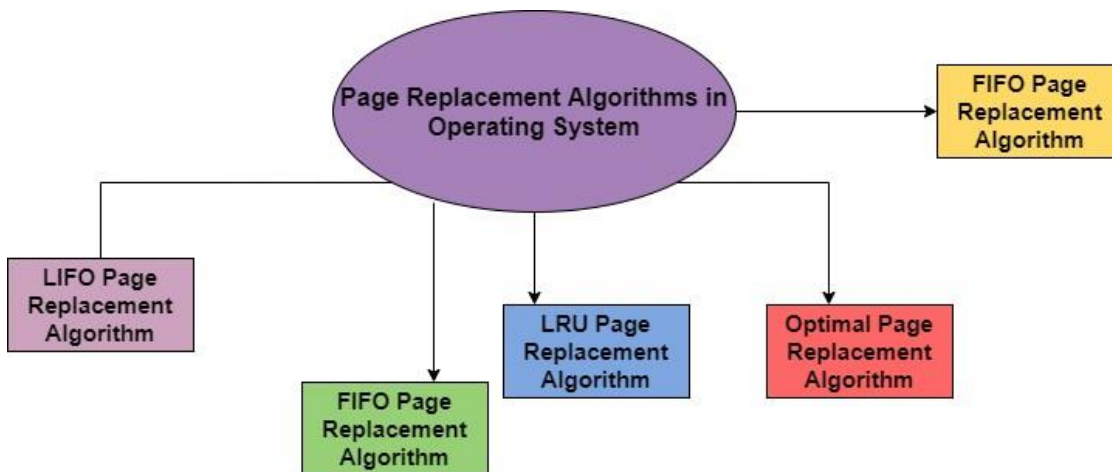 Page Replacement Algorithms in
Operating System
FIFO Page
Replacement
Algorithm
LIFO Page
Replacement
Algorithm
FIFO Page
Replacement
Algorithm
LRU Page
Replacement
Algorithm
Optimal Page
Replacement
Algorithm